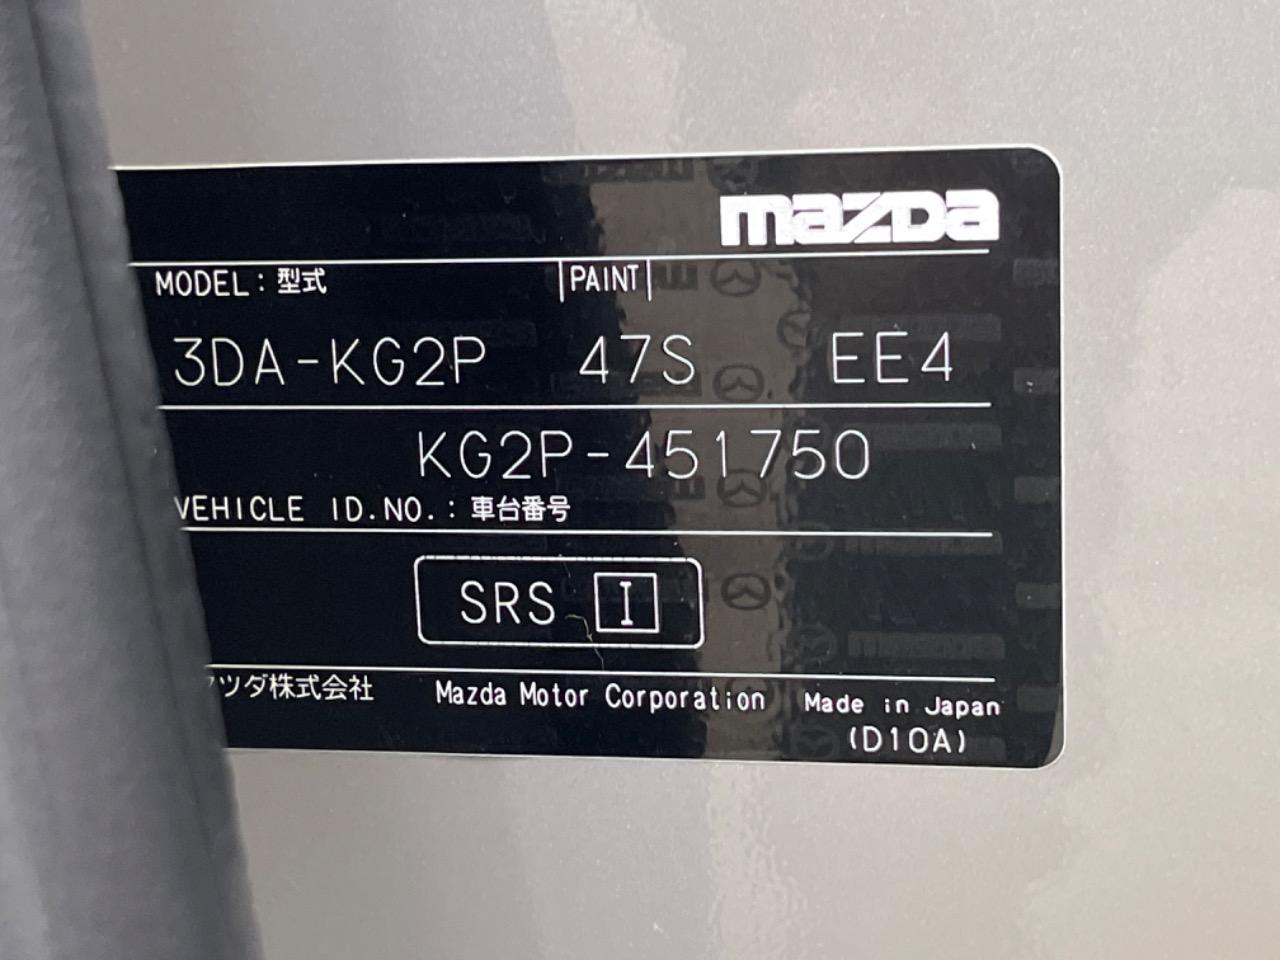 mazda
MODEL : 型式 PAINT
3DA-KG2P 47S EE4
KG2P-451750
VEHICLE ID.NO. : 車台番号
SRS I
マツダ株式会社 Mazda Motor Corporation Made in Japan
(D10A)